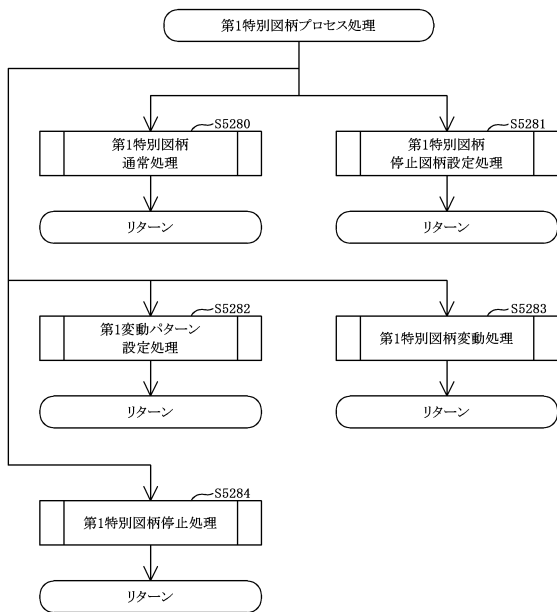 第1特別図柄プロセス処理
S5280
第1特別図柄
通常処理
リターン
S5281
第1特別図柄
停止図柄設定処理
リターン
S5282
第1変動パターン
設定処理
リターン
S5283
第1特別図柄変動処理
リターン
S5284
第1特別図柄停止処理
リターン